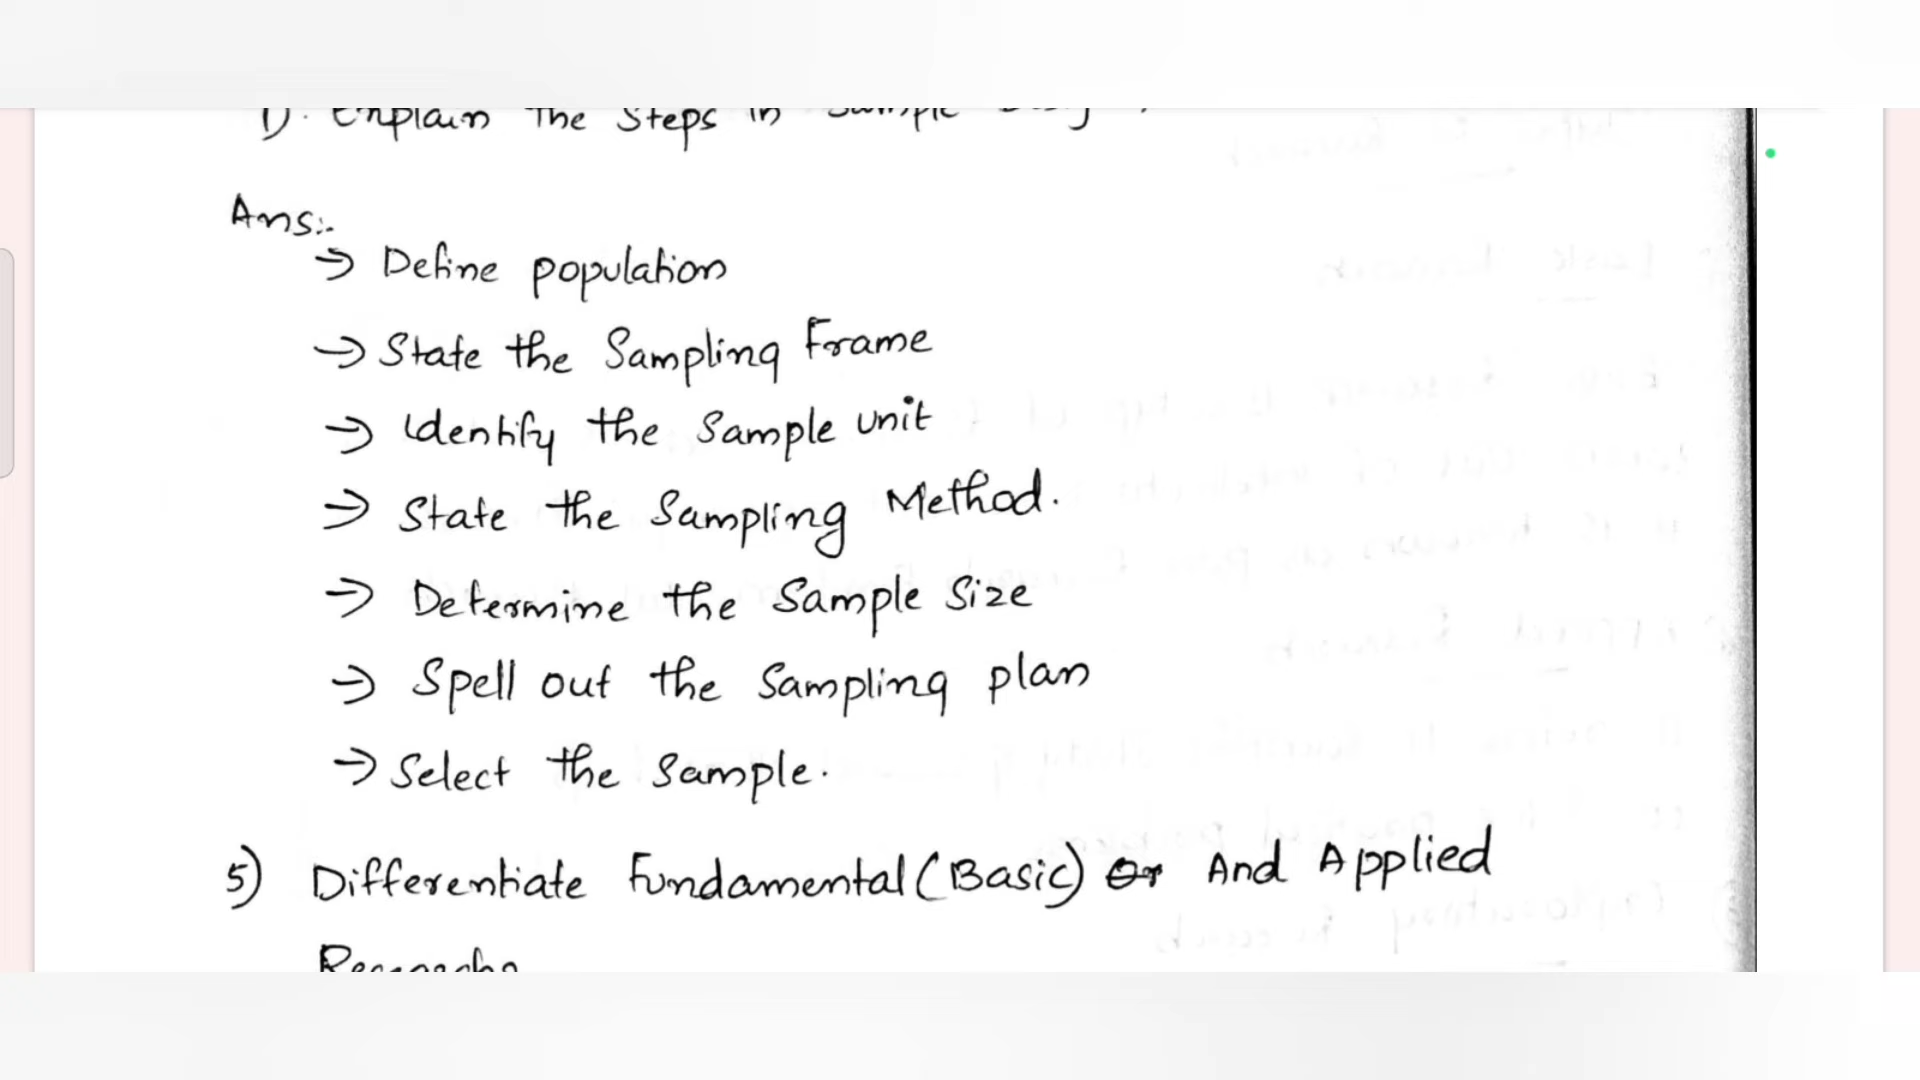 Explain the Steps in Sample
Ans:-
→ Define population
→ State the Sampling Frame
→ Identify the Sample unit
→ State the Sampling Method.
→ Determine the Sample Size
→ Spell out the Sampling plan
→ Select the Sample.
5) Differentiate Fundamental (Basic) Or And Applied